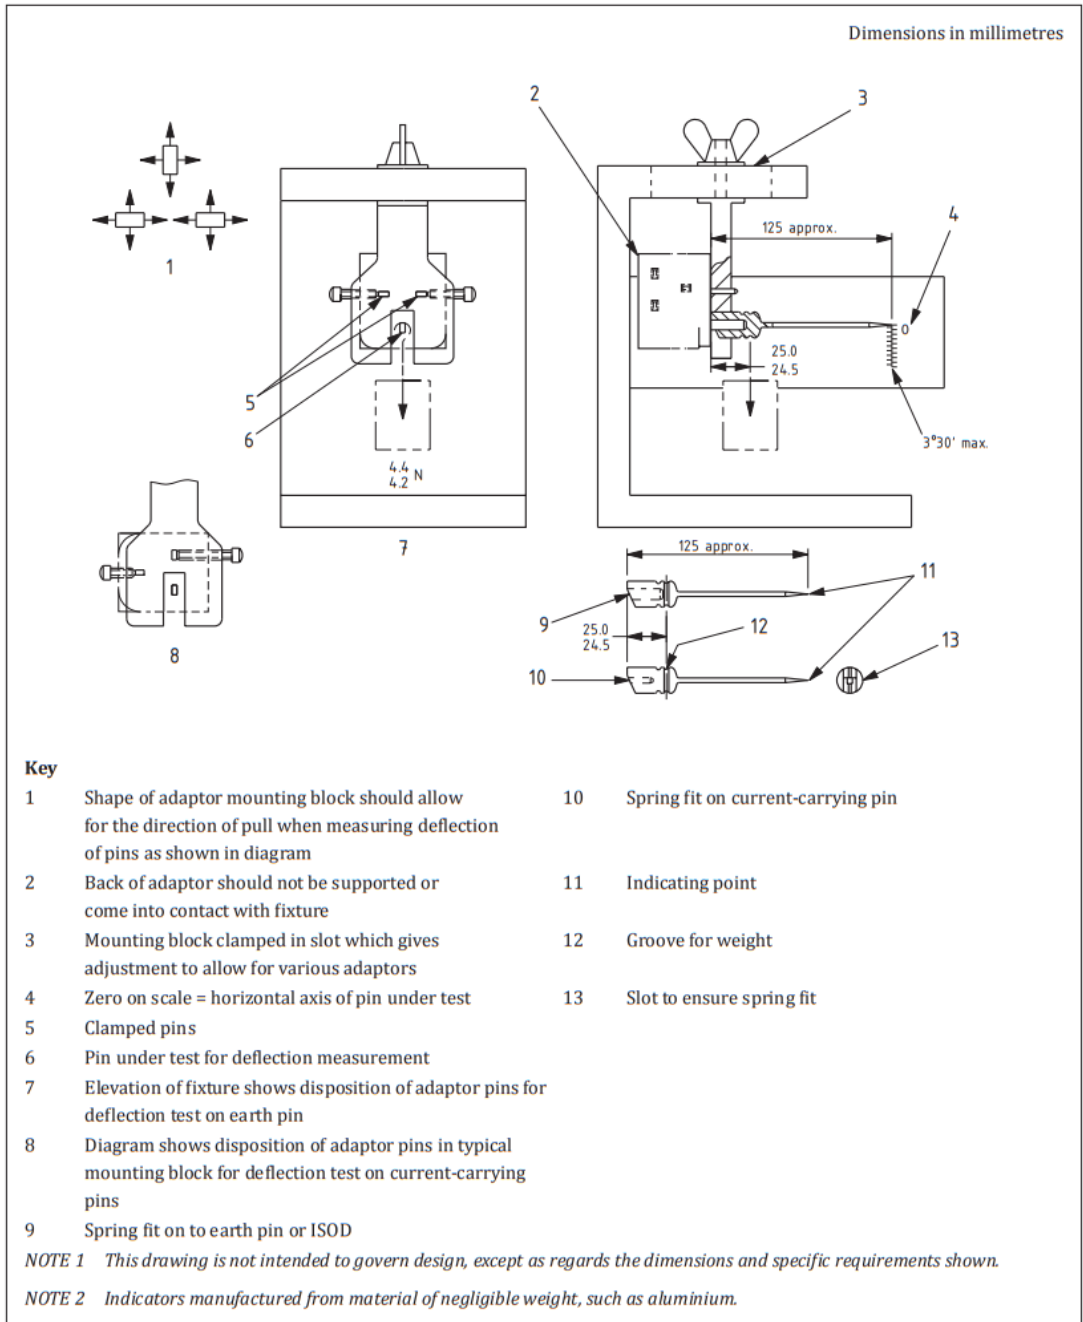 Dimensions in millimetres
2
3
125 approx.
4
1
O
25.0
24.5
5
6
3°30' max.
4.4
4.2 N
7
125 approx.
11
9
25.0
24.5
12
13
10
8
Key
1 Shape of adaptor mounting block should allow
for the direction of pull when measuring deflection
of pins as shown in diagram
2 Back of adaptor should not be supported or
come into contact with fixture
3 Mounting block clamped in slot which gives
adjustment to allow for various adaptors
4 Zero on scale = horizontal axis of pin under test
5 Clamped pins
6 Pin under test for deflection measurement
7 Elevation of fixture shows disposition of adaptor pins for
deflection test on earth pin
8 Diagram shows disposition of adaptor pins in typical
mounting block for deflection test on current-carrying
pins
9 Spring fit on to earth pin or ISOD
10 Spring fit on current-carrying pin
11 Indicating point
12 Groove for weight
13 Slot to ensure spring fit
NOTE 1 This drawing is not intended to govern design, except as regards the dimensions and specific requirements shown.
NOTE 2 Indicators manufactured from material of negligible weight, such as aluminium.